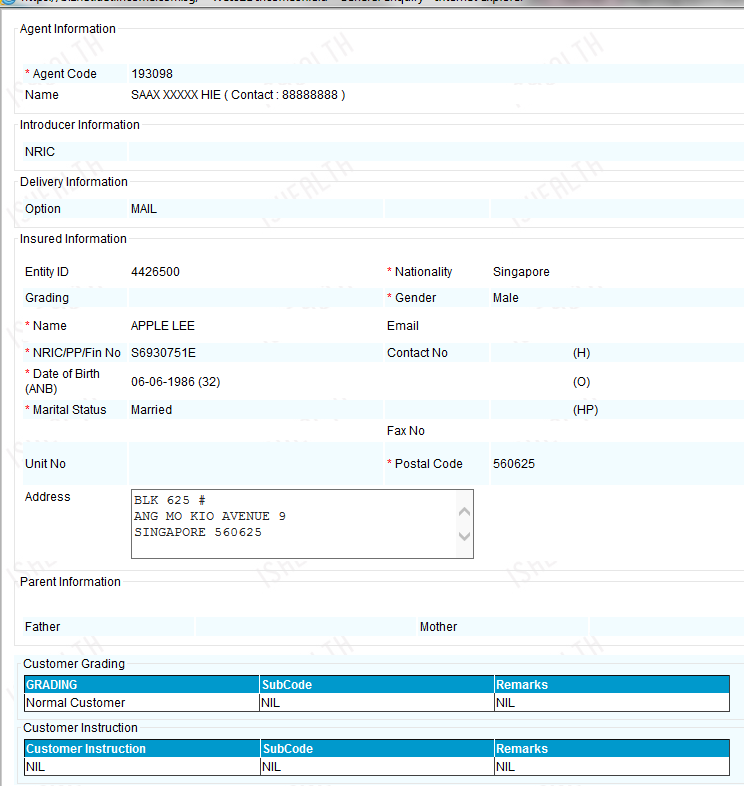 Agent Information
* Agent Code 193098
Name SAAX XXXXX HIE ( Contact : 88888888 )
Introducer Information
NRIC
Delivery Information
Option MAIL
Insured Information
Entity ID 4426500 * Nationality Singapore
Grading * Gender Male
* Name APPLE LEE Email
* NRIC/PP/Fin No S6930751E Contact No (H)
* Date of Birth
(ANB) 06-06-1986 (32) (O)
* Marital Status Married (HP)
Fax No
Unit No * Postal Code 560625
Address BLK 625 #
ANG MO KIO AVENUE 9
SINGAPORE 560625
Parent Information
Father Mother
Customer Grading
GRADING SubCode Remarks
Normal Customer NIL NIL
Customer Instruction
Customer Instruction SubCode Remarks
NIL NIL NIL